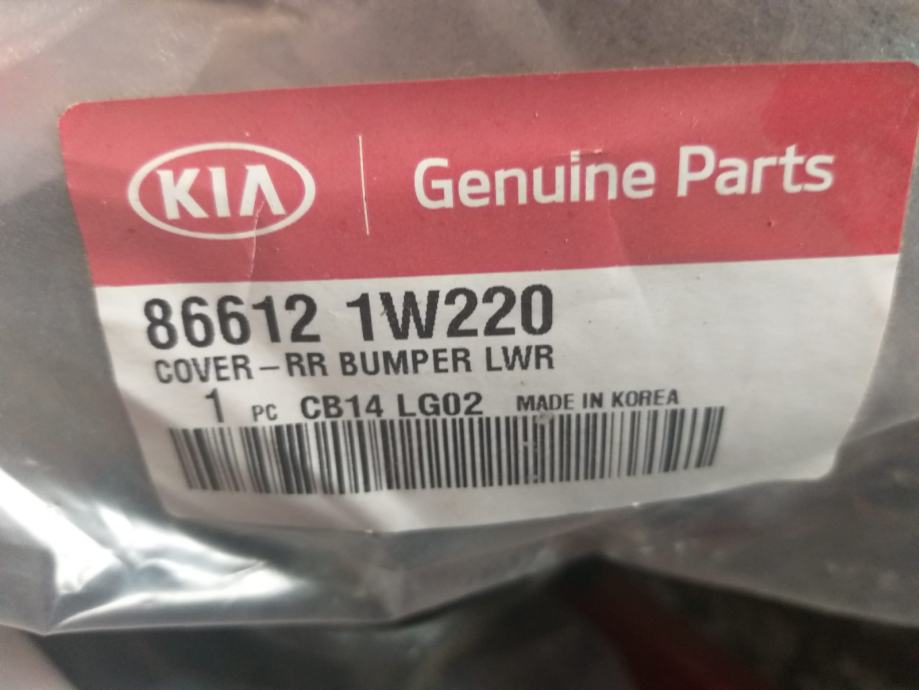 KIA Genuine Parts
86612 1W220
COVER-RR BUMPER LWR
1 PC CB14 LG02 MADE IN KOREA